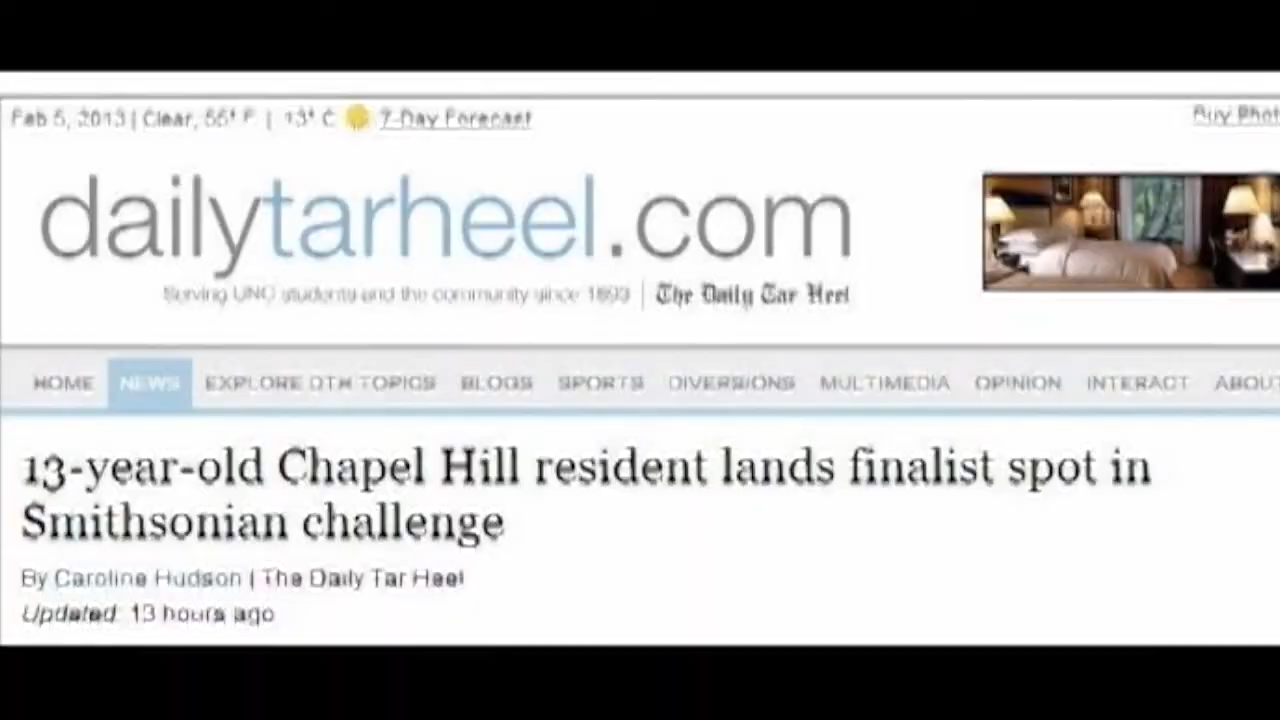 Feb 5, 2013 | Clear, 55° F | 13° C 7-Day Forecast
Buy Phot
dailytarheel.com
Serving UNC students and the community since 1893 | The Daily Tar Heel
HOME NEWS EXPLORE DTH TOPICS BLOGS SPORTS DIVERSIONS MULTIMEDIA OPINION INTERACT ABOUT
13-year-old Chapel Hill resident lands finalist spot in
Smithsonian challenge
By Caroline Hudson | The Daily Tar Heel
Updated: 13 hours ago